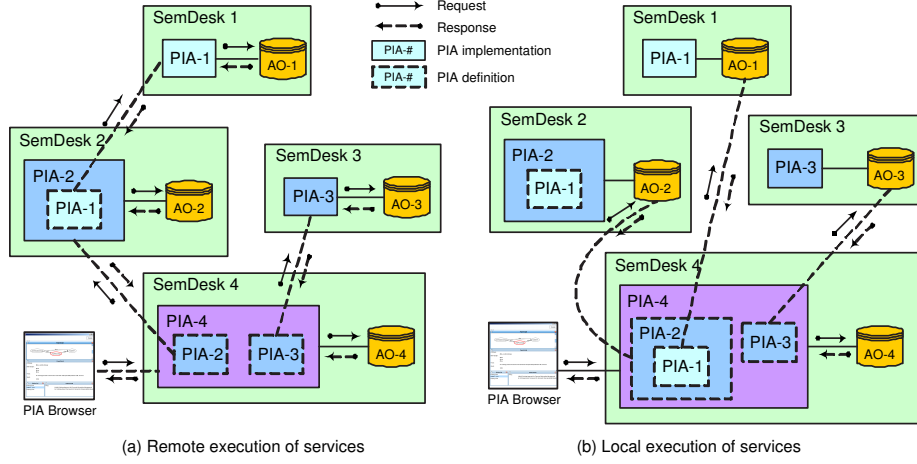 SemDesk 1
PIA-1
AO-1
Request
Response
PIA-#
PIA implementation
PIA-#
PIA definition
SemDesk 2
PIA-2
PIA-1
AO-2
SemDesk 3
PIA-3
AO-3
SemDesk 4
PIA-4
PIA-2
PIA-3
AO-4
PIA Browser
(a) Remote execution of services
SemDesk 1
PIA-1
AO-1
SemDesk 2
PIA-2
PIA-1
AO-2
SemDesk 3
PIA-3
AO-3
SemDesk 4
PIA-4
PIA-2
PIA-1
PIA-3
AO-4
PIA Browser
(b) Local execution of services